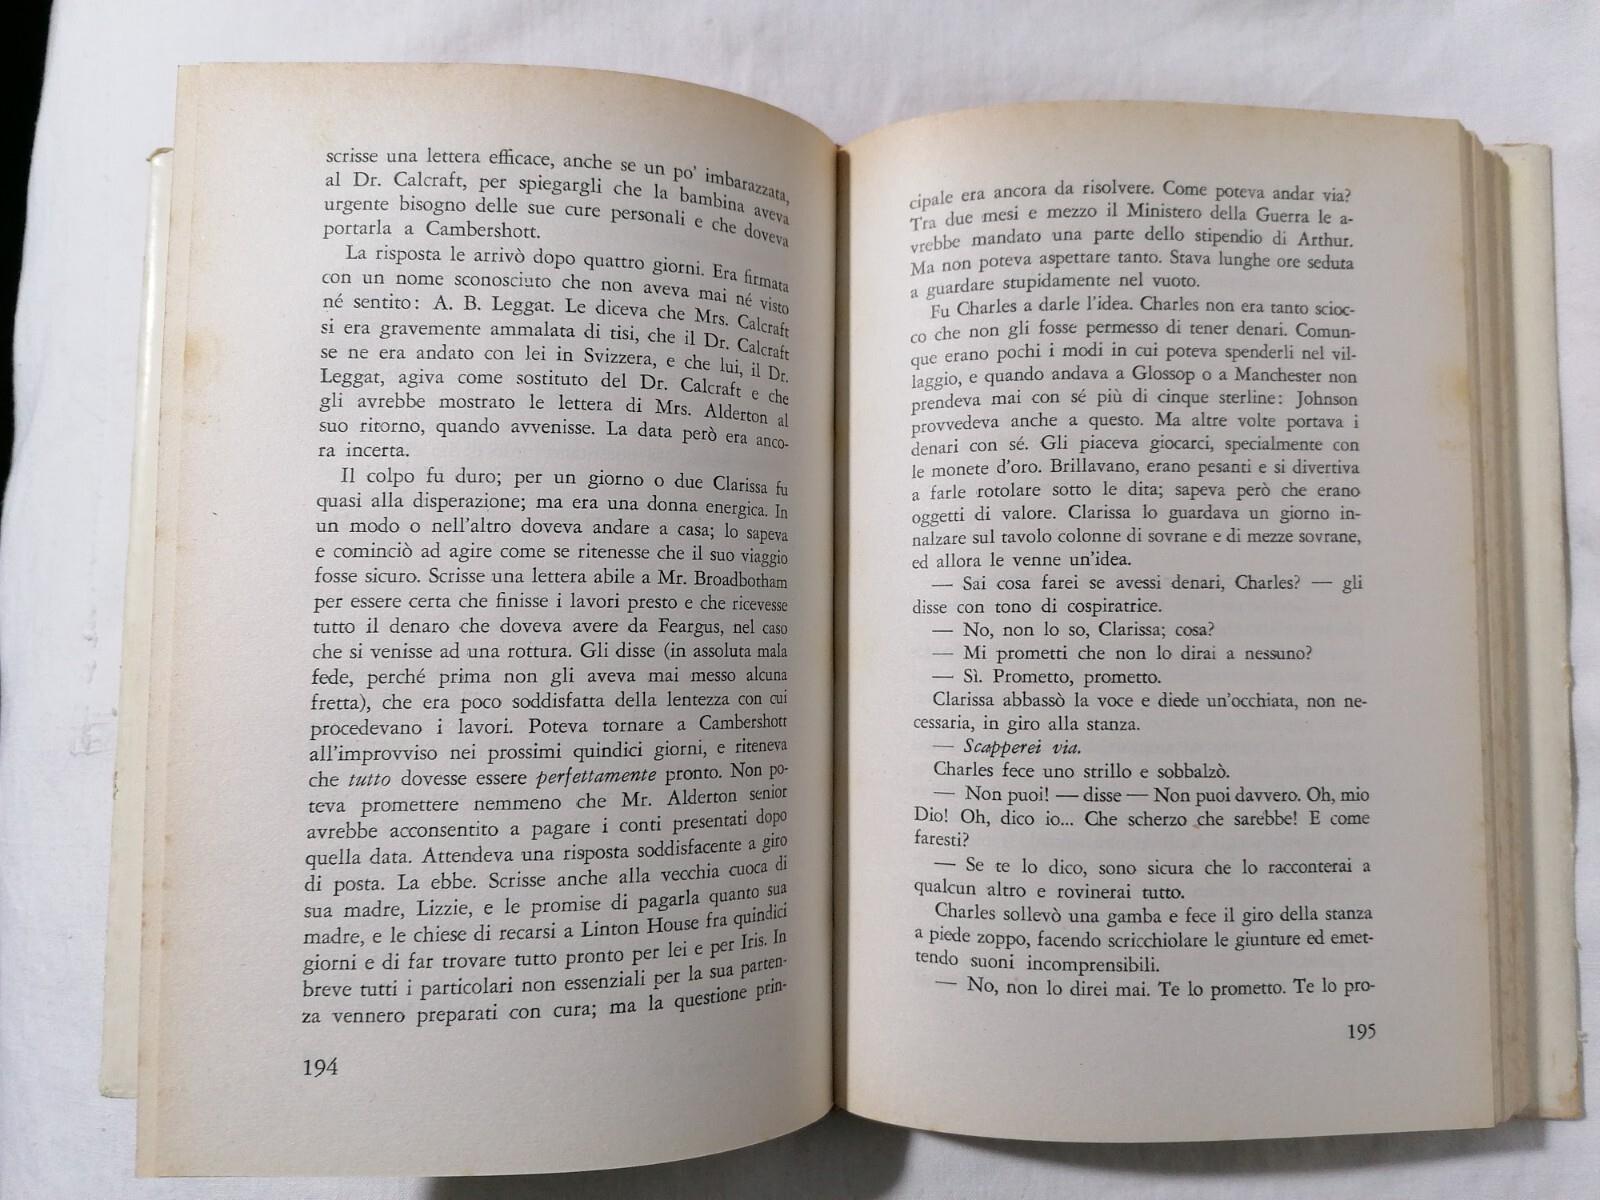 scrisse una lettera efficace, anche se un po' imbarazzata,
al Dr. Calcraft, per spiegargli che la bambina aveva
urgente bisogno delle sue cure personali e che doveva
portarla a Cambershott.
La risposta le arrivò dopo quattro giorni. Era firmata
con un nome sconosciuto che non aveva mai né visto
né sentito: A. B. Leggat. Le diceva che Mrs. Calcraft
si era gravemente ammalata di tisi, che il Dr. Calcraft
se ne era andato con lei in Svizzera, e che lui, il Dr.
Leggat, agiva come sostituto del Dr. Calcraft e che
gli avrebbe mostrato le lettera di Mrs. Alderton al
suo ritorno, quando avvenisse. La data però era anco-
ra incerta.
Il colpo fu duro; per un giorno o due Clarissa fu
quasi alla disperazione; ma era una donna energica. In
un modo o nell'altro doveva andare a casa; lo sapeva
e cominciò ad agire come se ritenesse che il suo viaggio
fosse sicuro. Scrisse una lettera abile a Mr. Broadbotham
per essere certa che finisse i lavori presto e che ricevesse
tutto il denaro che doveva avere da Feargus, nel caso
che si venisse ad una rottura. Gli disse (in assoluta mala
fede, perché prima non gli aveva mai messo alcuna
fretta), che era poco soddisfatta della lentezza con cui
procedevano i lavori. Poteva tornare a Cambershott
all'improvviso nei prossimi quindici giorni, e riteneva
che tutto dovesse essere perfettamente pronto. Non po-
teva promettere nemmeno che Mr. Alderton senior
avrebbe acconsentito a pagare i conti presentati dopo
quella data. Attendeva una risposta soddisfacente a giro
di posta. La ebbe. Scrisse anche alla vecchia cuoca di
sua madre, Lizzie, e le promise di pagarla quanto sua
madre, e le chiese di recarsi a Linton House fra quindici
giorni e di far trovare tutto pronto per lei e per Iris. In
breve tutti i particolari non essenziali per la sua parten-
za vennero preparati con cura; ma la questione prin-
194
cipale era ancora da risolvere. Come poteva andar via?
Tra due mesi e mezzo il Ministero della Guerra le a-
vrebbe mandato una parte dello stipendio di Arthur.
Ma non poteva aspettare tanto. Stava lunghe ore seduta
a guardare stupidamente nel vuoto.
Fu Charles a darle l'idea. Charles non era tanto scioc-
co che non gli fosse permesso di tener denari. Comun-
que erano pochi i modi in cui poteva spenderli nel vil-
laggio, e quando andava a Glossop o a Manchester non
prendeva mai con sé più di cinque sterline: Johnson
provvedeva anche a questo. Ma altre volte portava i
denari con sé. Gli piaceva giocarci, specialmente con
le monete d'oro. Brillavano, erano pesanti e si divertiva
a farle rotolare sotto le dita; sapeva però che erano
oggetti di valore. Clarissa lo guardava un giorno in-
nalzare sul tavolo colonne di sovrane e di mezze sovrane,
ed allora le venne un'idea.
— Sai cosa farei se avessi denari, Charles? — gli
disse con tono di cospiratrice.
— No, non lo so, Clarissa; cosa?
— Mi prometti che non lo dirai a nessuno?
— Sì. Prometto, prometto.
Clarissa abbassò la voce e diede un'occhiata, non ne-
cessaria, in giro alla stanza.
— Scapperei via.
Charles fece uno strillo e sobbalzò.
— Non puoi! — disse — Non puoi davvero. Oh, mio
Dio! Oh, dico io... Che scherzo che sarebbe! E come
faresti?
— Se te lo dico, sono sicura che lo racconterai a
qualcun altro e rovinerai tutto.
Charles sollevò una gamba e fece il giro della stanza
a piede zoppo, facendo scricchiolare le giunture ed emet-
tendo suoni incomprensibili.
— No, non lo direi mai. Te lo prometto. Te lo pro-
195